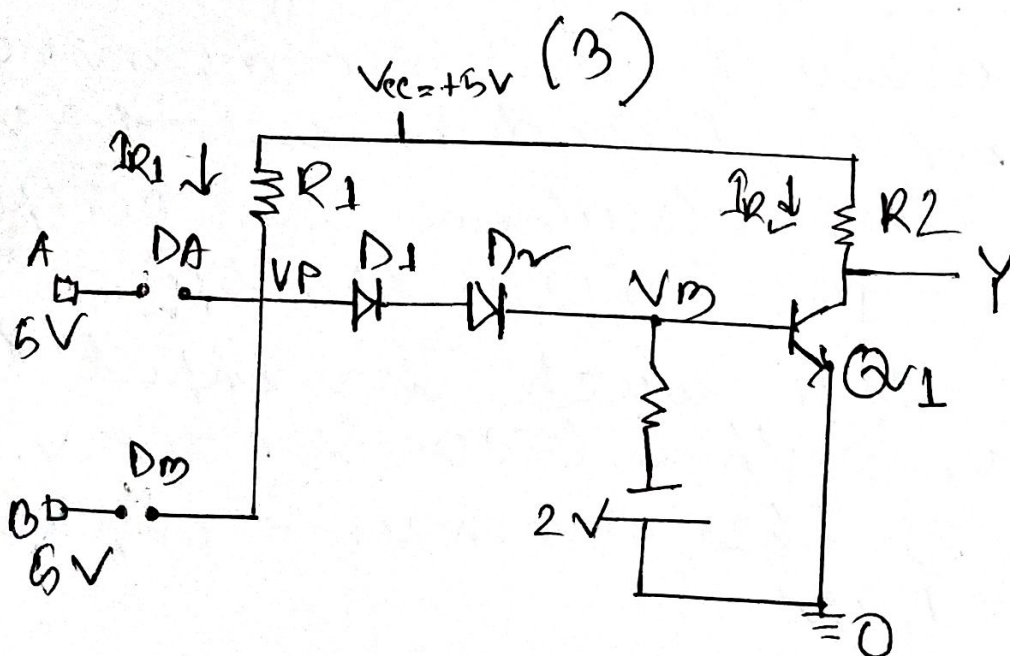 (3)
Vcc=+5V
IR1 R1
IR2 R2
A DA VP D1 D2 VB Y
5V
Q1
DB
B
5V
2V
0